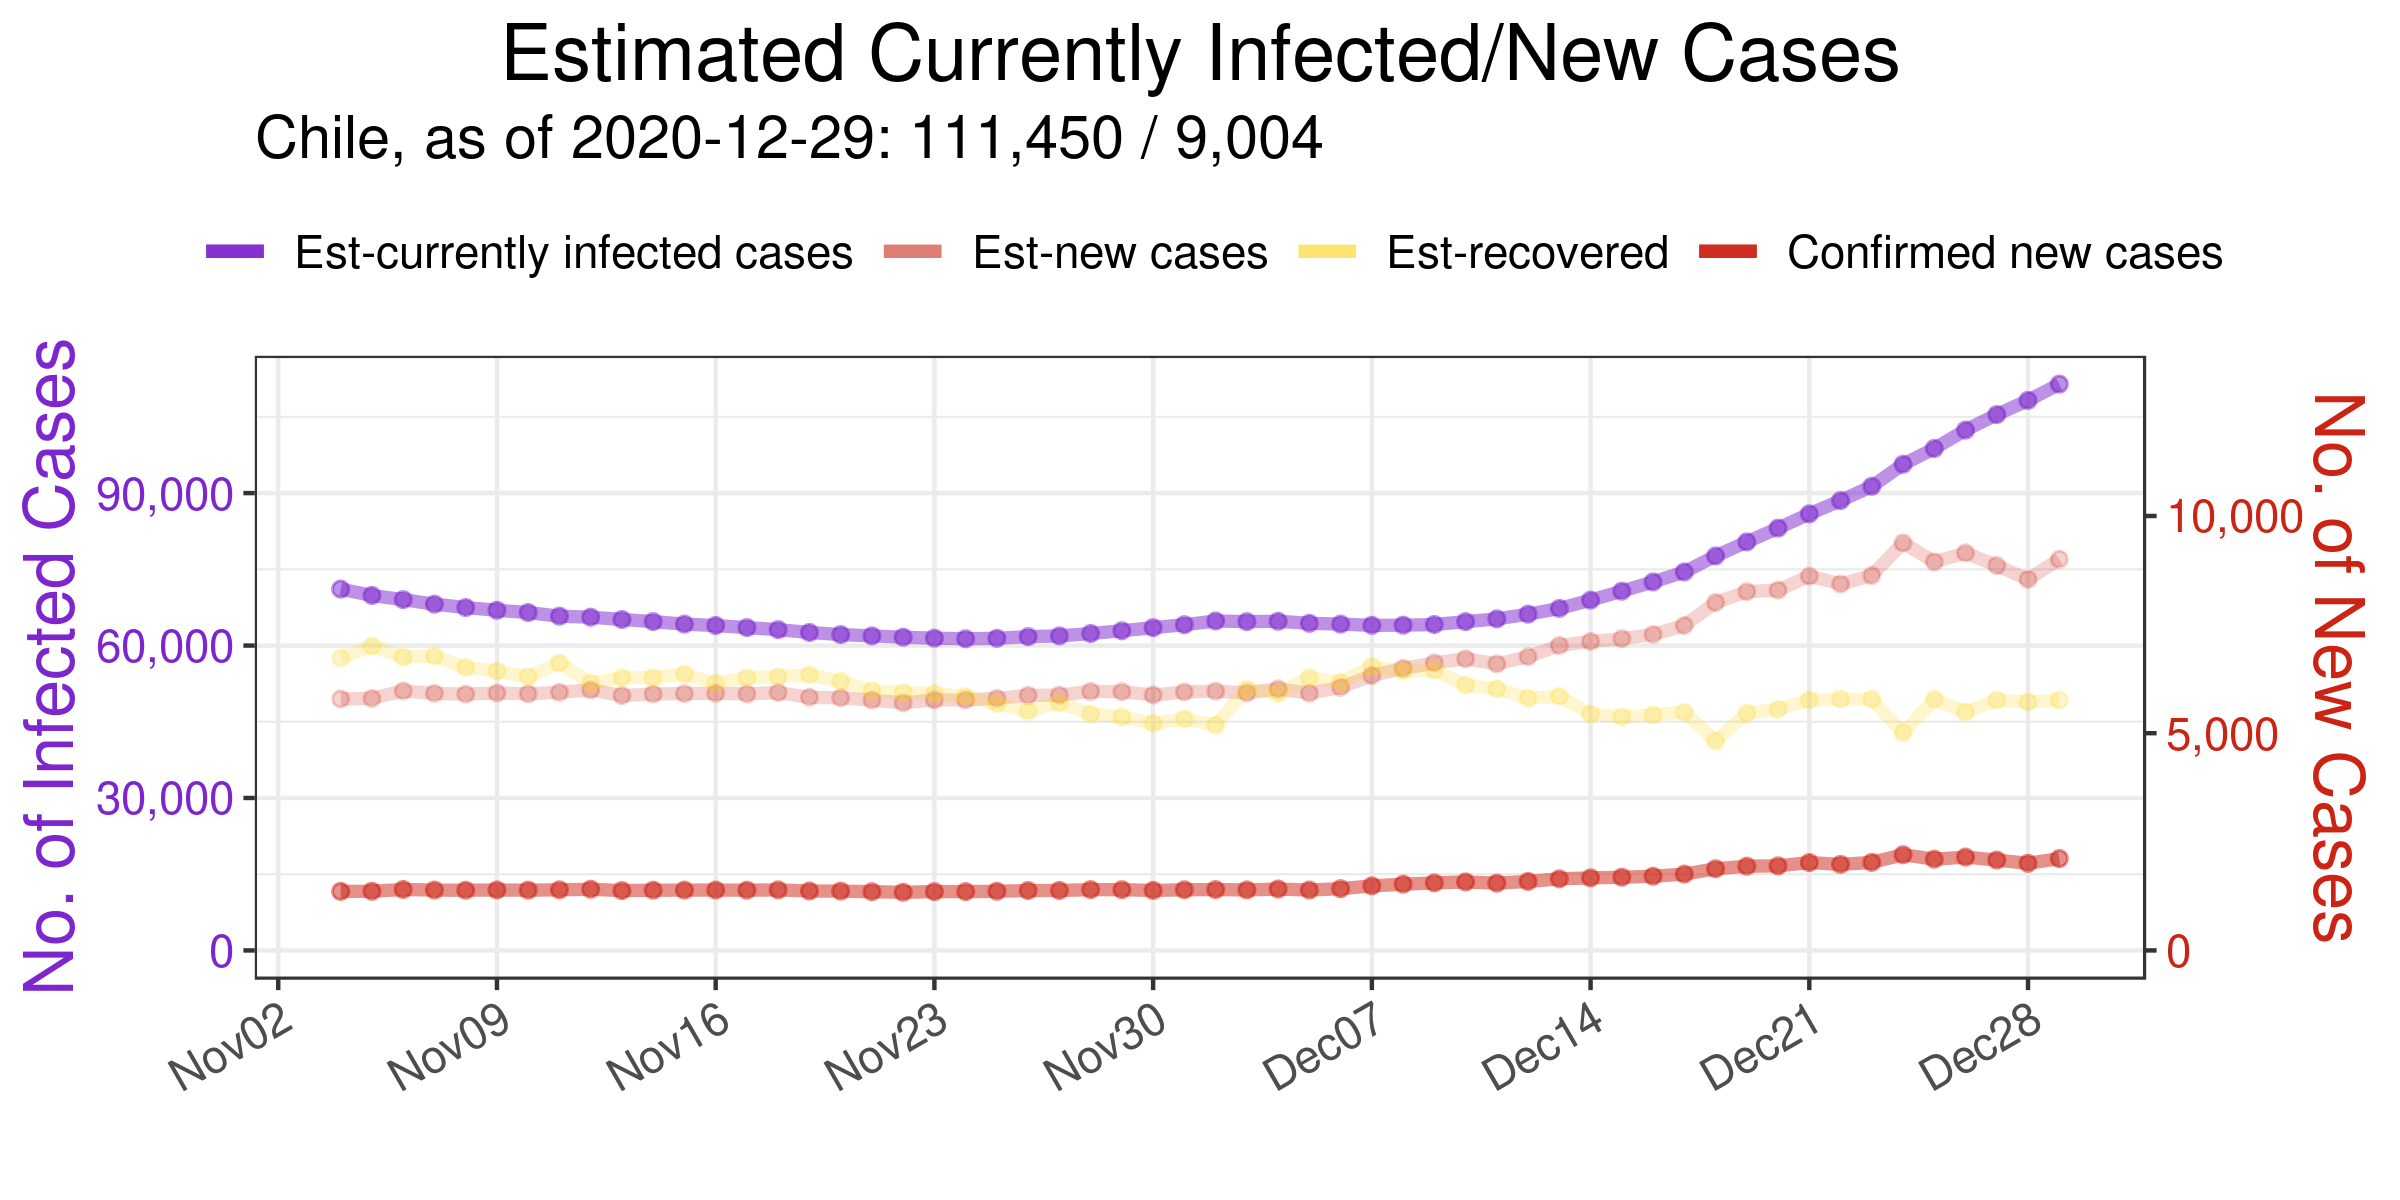 Estimated Currently Infected/New Cases
Chile, as of 2020-12-29: 111,450 / 9,004
Est-currently infected cases Est-new cases Est-recovered Confirmed new cases
No. of Infected Cases
90,000
60,000
30,000
0
10,000
5,000
0
No. of New Cases
Nov02 Nov09 Nov16 Nov23 Nov30 Dec07 Dec14 Dec21 Dec28